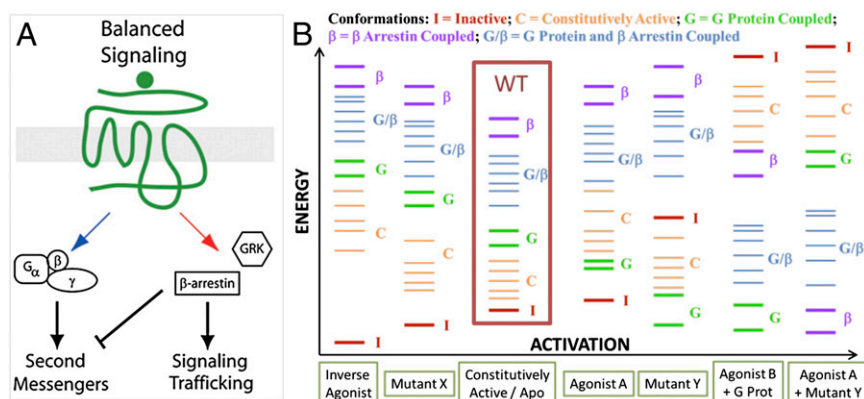 A
Balanced
Signaling
Gα
β
γ
GRK
β-arrestin
Second
Messengers
Signaling
Trafficking
B
Conformations: I = Inactive; C = Constitutively Active; G = G Protein Coupled;
β = β Arrestin Coupled; G/β = G Protein and β Arrestin Coupled
ENERGY
β
G/β
G
C
I
β
G/β
G
C
I
WT
β
G/β
G
C
I
β
G/β
C
G
I
β
G/β
I
C
G
I
C
β
G/β
G
I
C
G
G/β
β
ACTIVATION
Inverse
Agonist
Mutant X
Constitutively
Active / Apo
Agonist A
Mutant Y
Agonist B
+ G Prot
Agonist A
+ Mutant Y